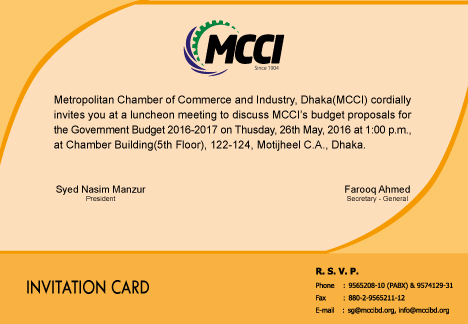 MCCI
Since 1904
Metropolitan Chamber of Commerce and Industry, Dhaka(MCCI) cordially
invites you at a luncheon meeting to discuss MCCI's budget proposals for
the Government Budget 2016-2017 on Thusday, 26th May, 2016 at 1:00 p.m.,
at Chamber Building(5th Floor), 122-124, Motijheel C.A., Dhaka.
Syed Nasim Manzur
President
Farooq Ahmed
Secretary - General
INVITATION CARD
R. S. V. P.
Phone : 9565208-10 (PABX) & 9574129-31
Fax : 880-2-9565211-12
E-mail : sg@mccibd.org, info@mccibd.org